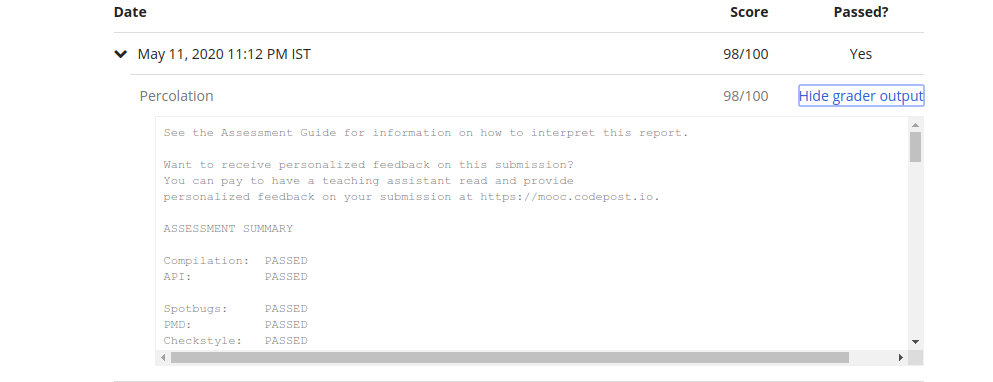 Date Score Passed?
May 11, 2020 11:12 PM IST 98/100 Yes
Percolation 98/100 Hide grader output
See the Assessment Guide for information on how to interpret this report.
Want to receive personalized feedback on this submission?
You can pay to have a teaching assistant read and provide
personalized feedback on your submission at https://mooc.codepost.io.
ASSESSMENT SUMMARY
Compilation: PASSED
API: PASSED
Spotbugs: PASSED
PMD: PASSED
Checkstyle: PASSED